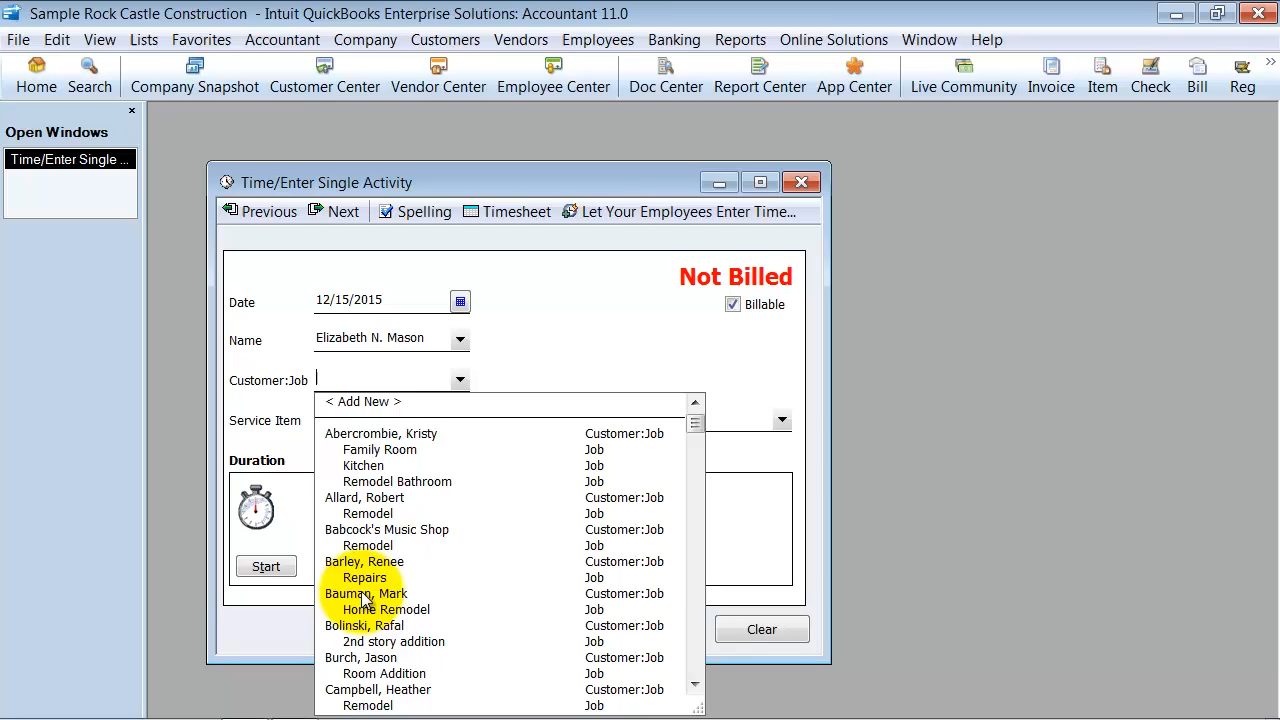 Sample Rock Castle Construction - Intuit QuickBooks Enterprise Solutions: Accountant 11.0
File Edit View Lists Favorites Accountant Company Customers Vendors Employees Banking Reports Online Solutions Window Help
Home Search Company Snapshot Customer Center Vendor Center Employee Center Doc Center Report Center App Center Live Community Invoice Item Check Bill Reg
Open Windows
Time/Enter Single ...
Time/Enter Single Activity
Previous Next Spelling Timesheet Let Your Employees Enter Time...
Not Billed
Date 12/15/2015
Billable
Name Elizabeth N. Mason
Customer:Job
< Add New >
Service Item
Duration
Start
Abercrombie, Kristy Customer:Job
Family Room Job
Kitchen Job
Remodel Bathroom Job
Allard, Robert Customer:Job
Remodel Job
Babcock's Music Shop Customer:Job
Remodel Job
Barley, Renee Customer:Job
Repairs Job
Bauman, Mark Customer:Job
Home Remodel Job
Bolinski, Rafal Customer:Job
2nd story addition Job
Burch, Jason Customer:Job
Room Addition Job
Campbell, Heather Customer:Job
Remodel Job
Clear